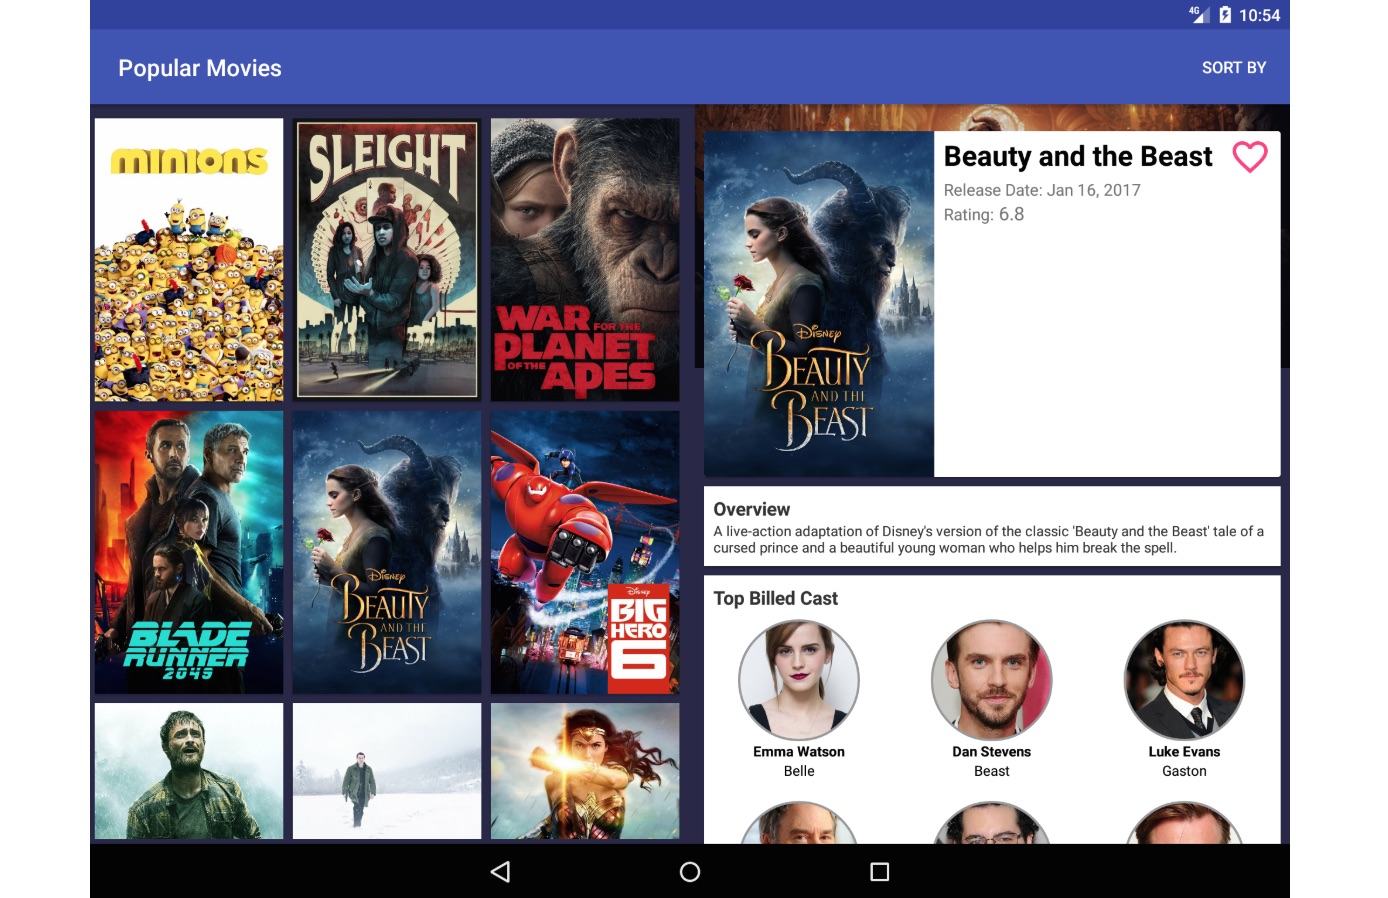 4G 10:54
Popular Movies
SORT BY
minions
SLEIGHT
WAR FOR THE
PLANET
OF THE APES
BLADE
RUNNER
2049
Disney
BEAUTY
AND THE
BEAST
Disney
BIG
HERO
6
Disney
BEAUTY
AND THE
BEAST
Beauty and the Beast
Release Date: Jan 16, 2017
Rating: 6.8
Overview
A live-action adaptation of Disney's version of the classic 'Beauty and the Beast' tale of a
cursed prince and a beautiful young woman who helps him break the spell.
Top Billed Cast
Emma Watson
Belle
Dan Stevens
Beast
Luke Evans
Gaston